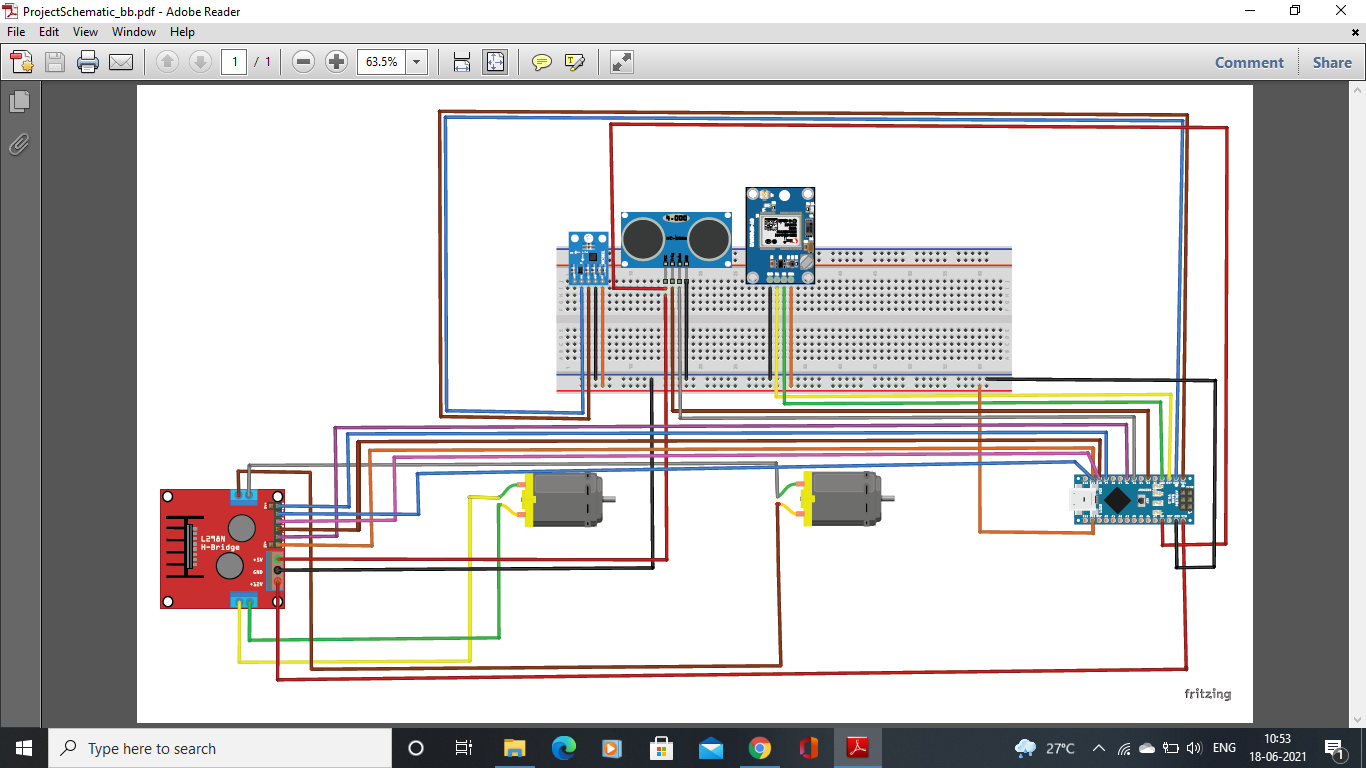 ProjectSchematic_bb.pdf - Adobe Reader
File Edit View Window Help
1 / 1 63.5% Comment Share
L298N
H-Bridge
+5V
GND
+12V
fritzing
Type here to search
27°C ENG 10:53
18-06-2021
1